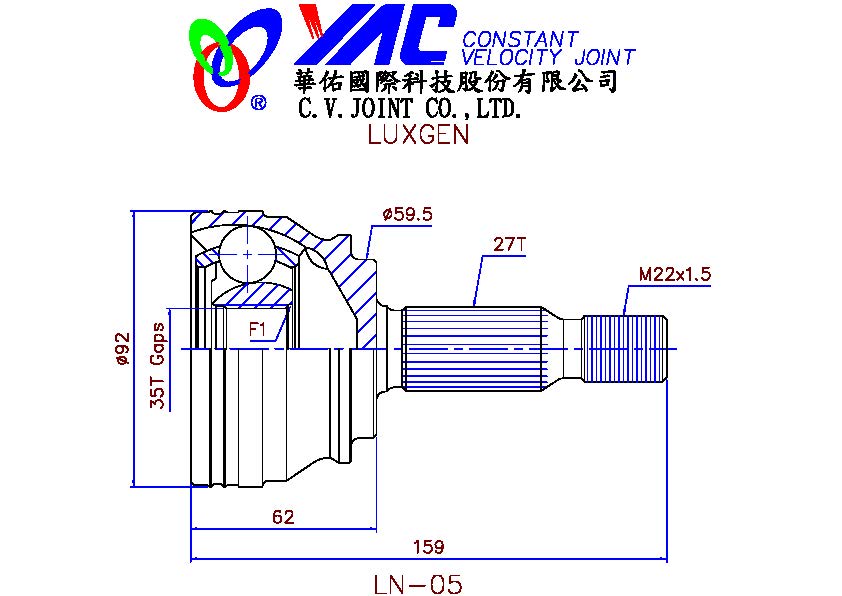 YAC CONSTANT
VELOCITY JOINT
®
華佑國際科技股份有限公司
C.V.JOINT CO.,LTD.
LUXGEN
ø59.5
27T
M22x1.5
F1
ø92
35T Gaps
62
159
LN-05